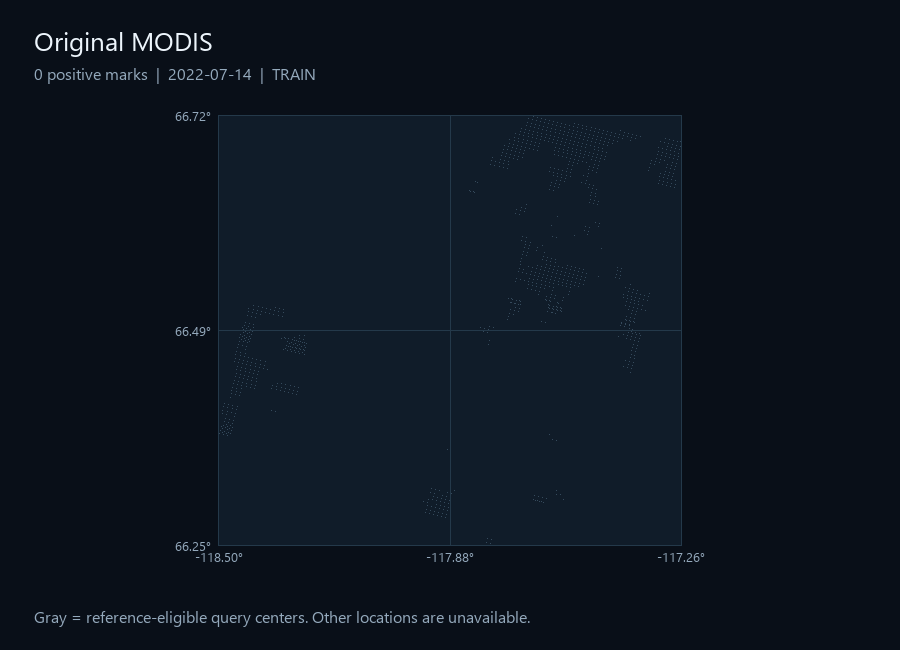 Original MODIS
0 positive marks | 2022-07-14 | TRAIN
66.72°
66.49°
66.25°
-118.50°
-117.88°
-117.26°
Gray = reference-eligible query centers. Other locations are unavailable.